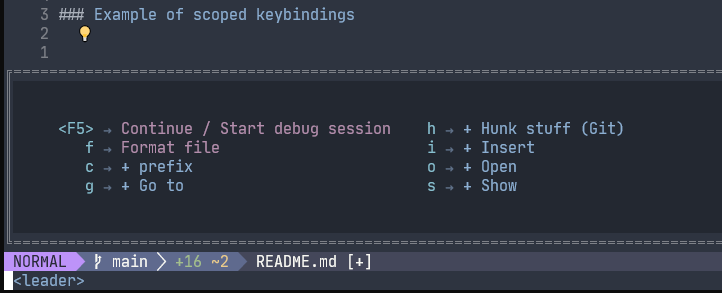 3 ### Example of scoped keybindings
2
1
<F5> → Continue / Start debug session h → + Hunk stuff (Git)
f → Format file i → + Insert
c → + prefix o → + Open
g → + Go to s → + Show
NORMAL main +16 ~2 README.md [+]
<leader>